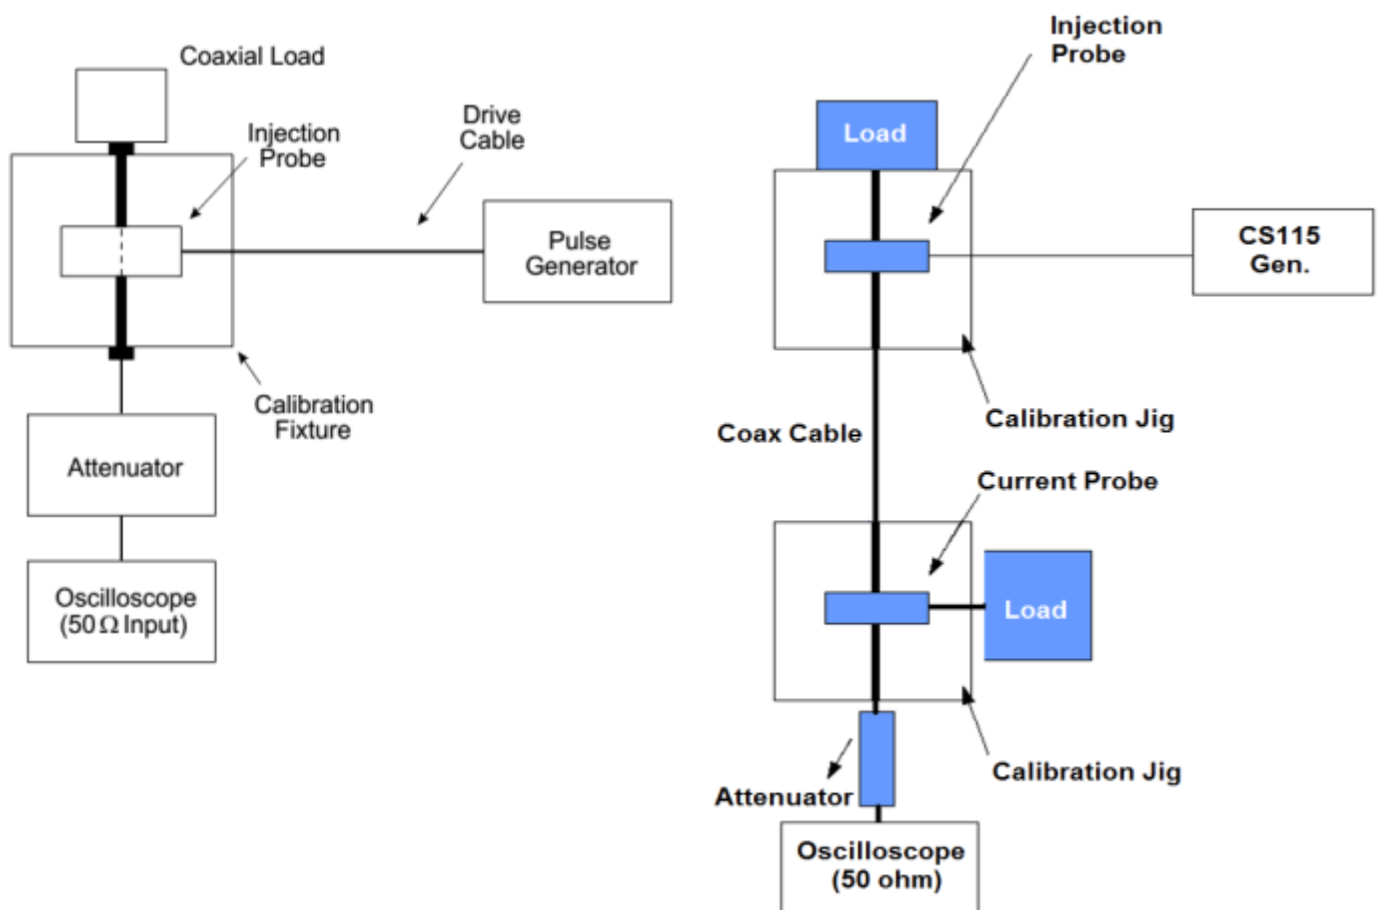 Coaxial Load
Injection
Probe
Drive
Cable
Pulse
Generator
Calibration
Fixture
Attenuator
Oscilloscope
(50 Ω Input)
Injection
Probe
Load
CS115
Gen.
Calibration Jig
Coax Cable
Current Probe
Load
Calibration Jig
Attenuator
Oscilloscope
(50 ohm)